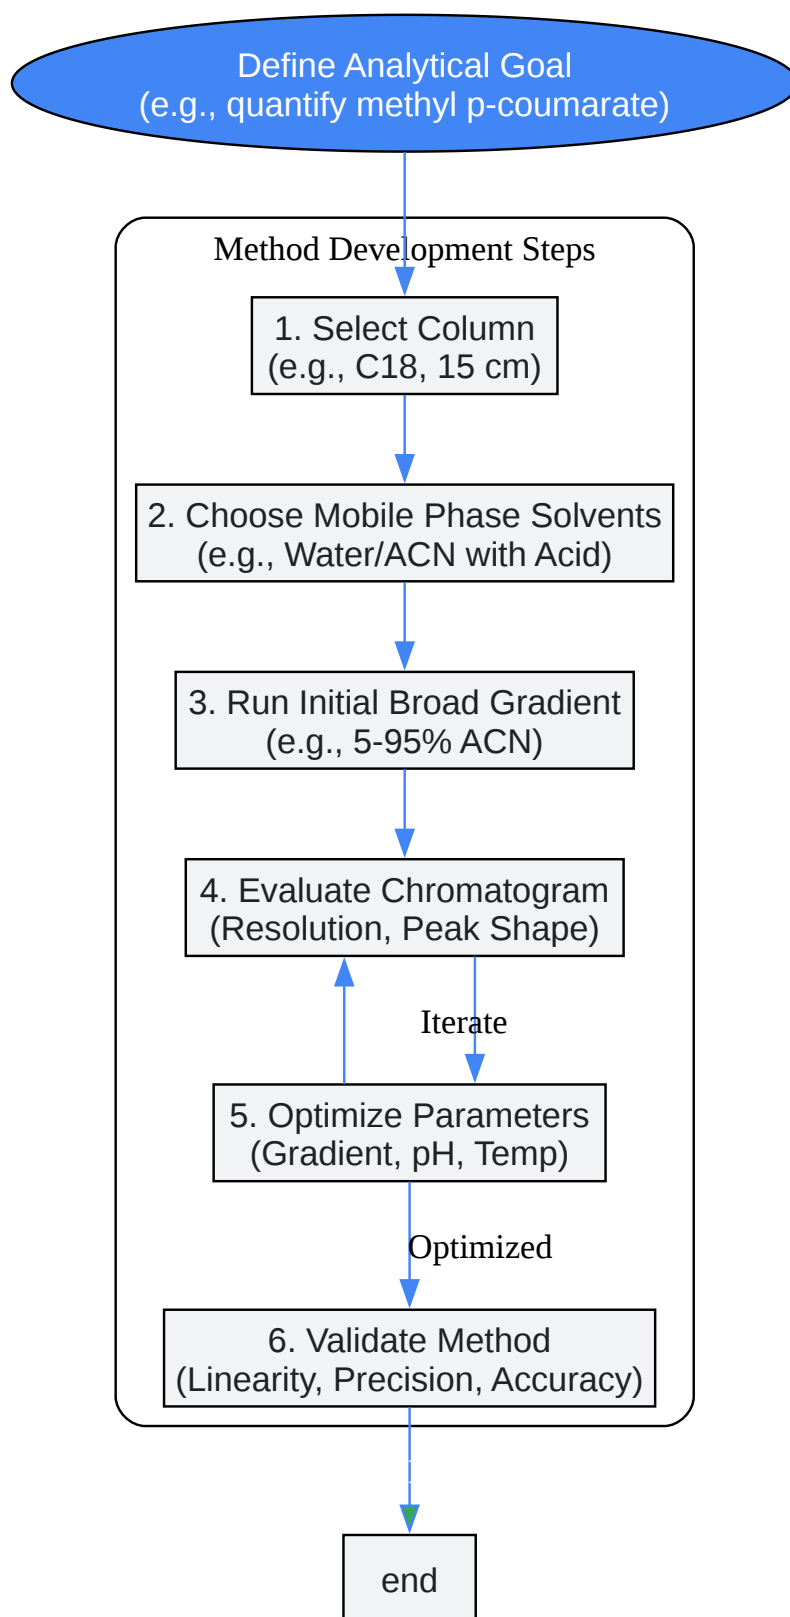 Define Analytical Goal
(e.g., quantify methyl p-coumarate)
Method Development Steps
1. Select Column
(e.g., C18, 15 cm)
2. Choose Mobile Phase Solvents
(e.g., Water/ACN with Acid)
3. Run Initial Broad Gradient
(e.g., 5-95% ACN)
4. Evaluate Chromatogram
(Resolution, Peak Shape)
Iterate
5. Optimize Parameters
(Gradient, pH, Temp)
Optimized
6. Validate Method
(Linearity, Precision, Accuracy)
end